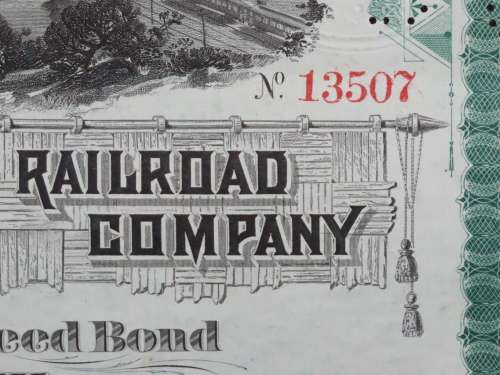 Nº 13507
RAILROAD
COMPANY
eed Bond